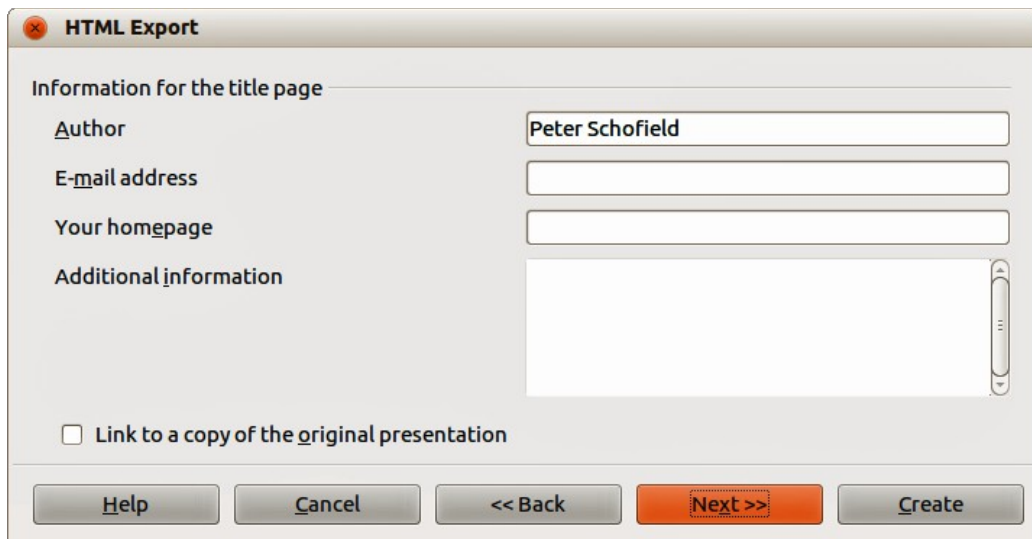 HTML Export
Information for the title page
Author Peter Schofield
E-mail address
Your homepage
Additional information
Link to a copy of the original presentation
Help Cancel << Back Next >> Create